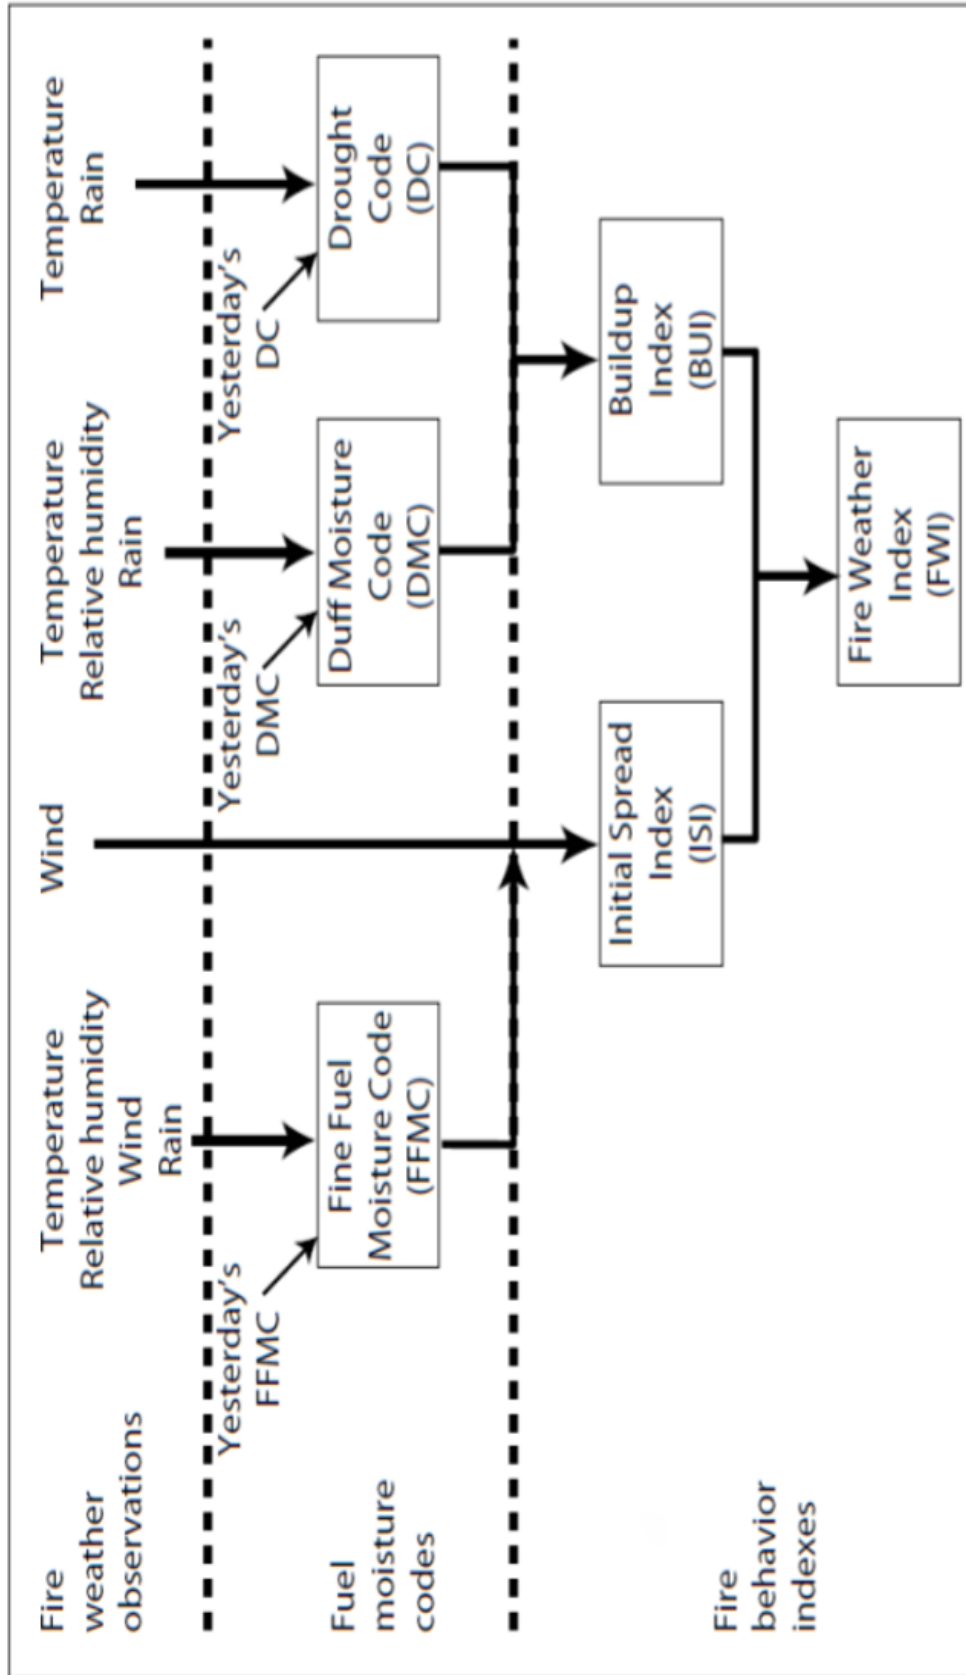 Fire
weather
observations
Temperature
Relative humidity
Wind
Rain
Wind
Temperature
Relative humidity
Rain
Temperature
Rain
Yesterday's
FFMC
Yesterday's
DMC
Yesterday's
DC
Fuel
moisture
codes
Fine Fuel
Moisture Code
(FFMC)
Duff Moisture
Code
(DMC)
Drought
Code
(DC)
Fire
behavior
indexes
Initial Spread
Index
(ISI)
Buildup
Index
(BUI)
Fire Weather
Index
(FWI)